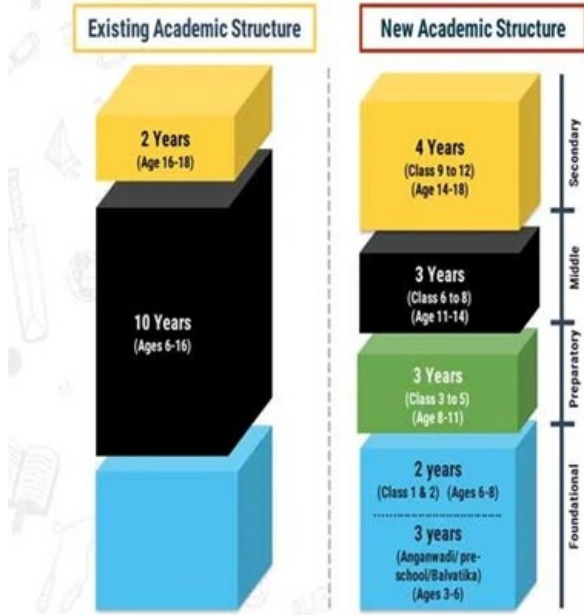 Existing Academic Structure
2 Years
(Age 16-18)
10 Years
(Ages 6-16)
New Academic Structure
4 Years
(Class 9 to 12)
(Age 14-18)
3 Years
(Class 6 to 8)
(Age 11-14)
3 Years
(Class 3 to 5)
(Age 8-11)
2 years
(Class 1 & 2) (Ages 6-8)
3 years
(Anganwadi/ pre-
school/Balvatika)
(Ages 3-6)
Secondary
Middle
Preparatory
Foundational